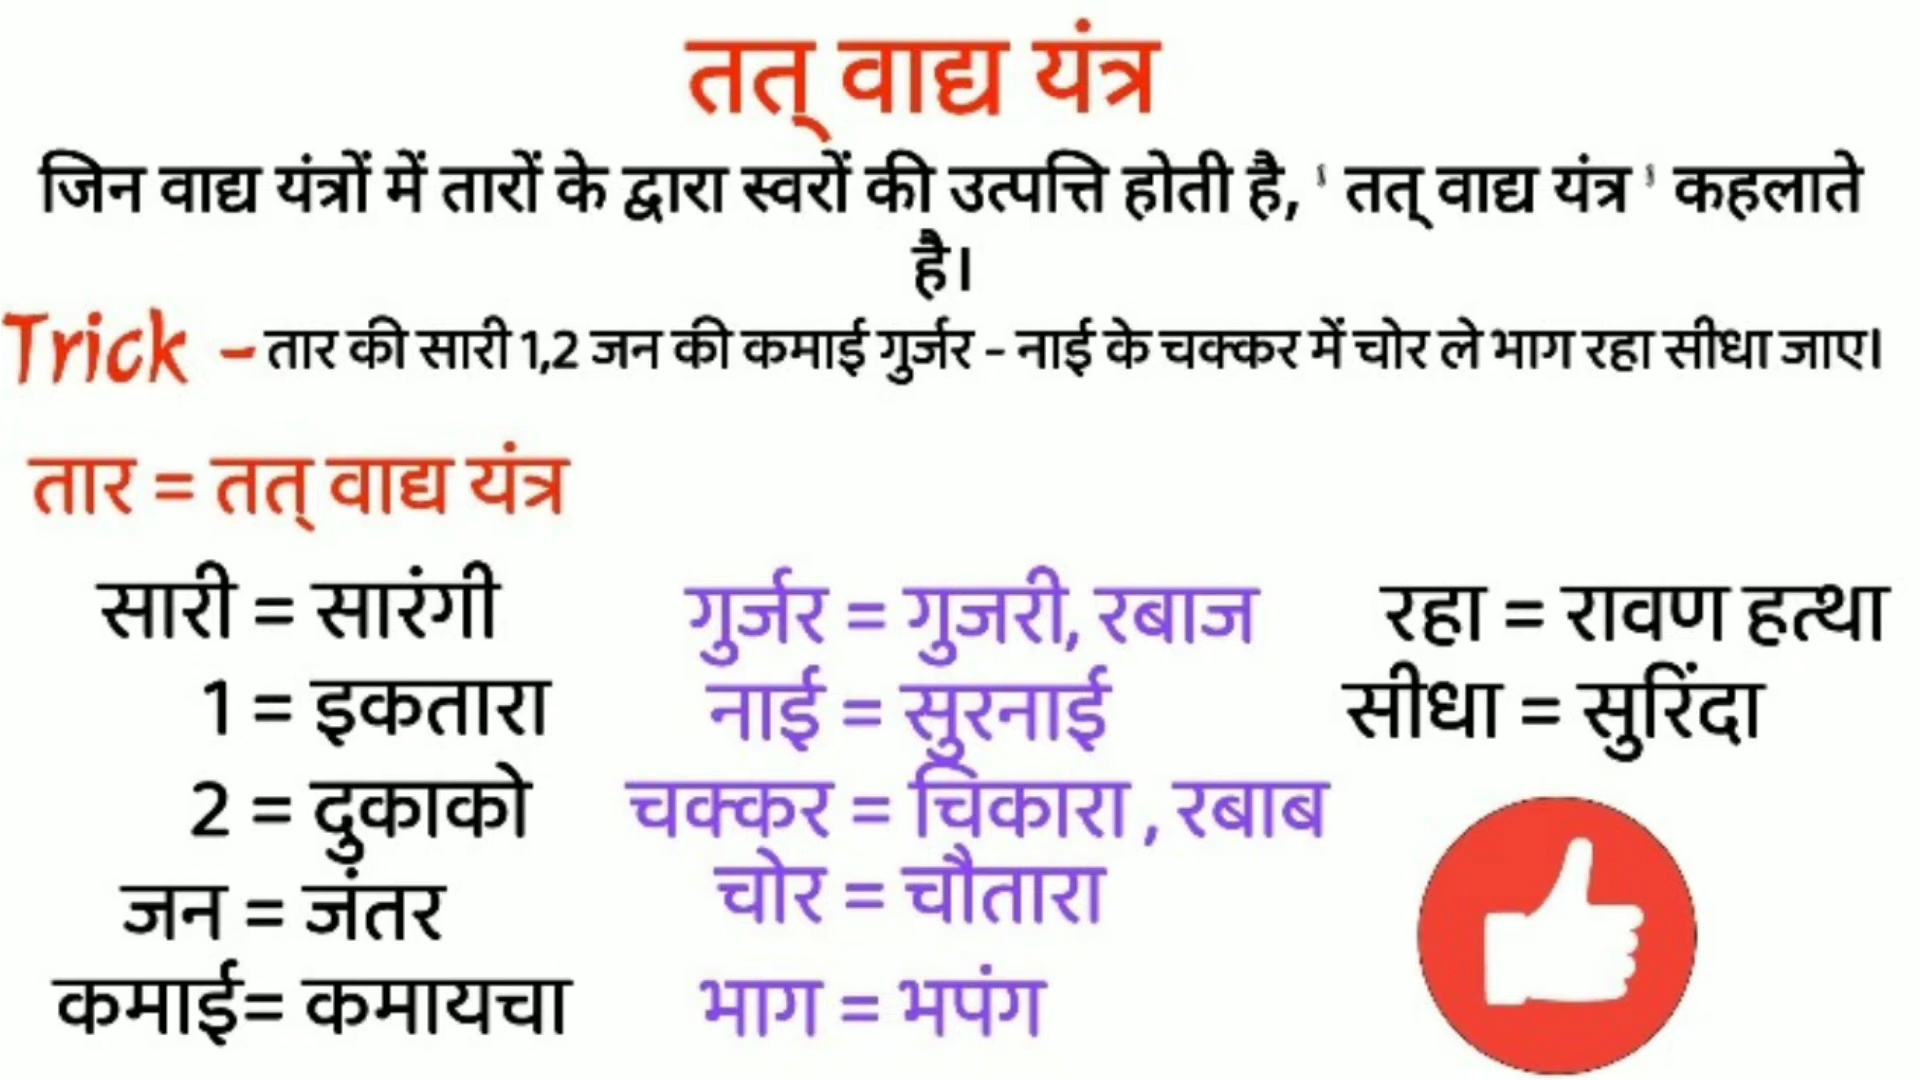 तत् वाद्य यंत्र
जिन वाद्य यंत्रों में तारों के द्वारा स्वरों की उत्पत्ति होती है, ' तत् वाद्य यंत्र ' कहलाते
है।
Trick - तार की सारी 1,2 जन की कमाई गुर्जर - नाई के चक्कर में चोर ले भाग रहा सीधा जाए।
तार = तत् वाद्य यंत्र
सारी = सारंगी
1 = इकतारा
2 = दुकाको
जन = जंतर
कमाई= कमायचा
गुर्जर = गुजरी, रबाज
नाई = सुरनाई
चक्कर = चिकारा , रबाब
चोर = चौतारा
भाग = भपंग
रहा = रावण हत्था
सीधा = सुरिंदा